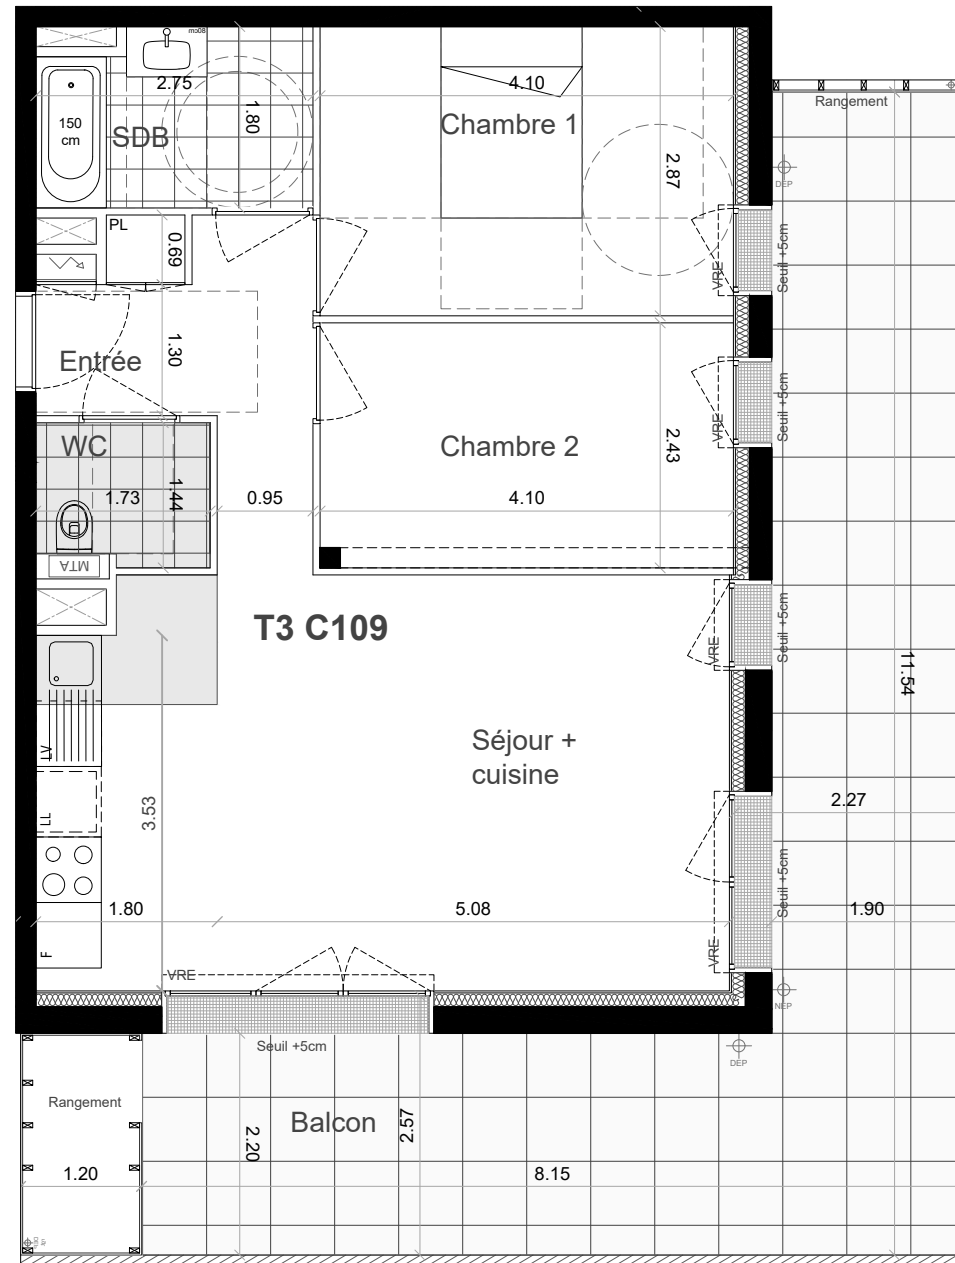 80cm
2.75
4.10
Rangement
150
cm
SDB
1.80
Chambre 1
2.87
DEP
PL
0.69
VRE
Seuil +5cm
Entrée
1.30
VRE
Seuil +5cm
WC
Chambre 2
2.43
1.73
1.44
0.95
4.10
MTA
T3 C109
VRE
Seuil +5cm
11.54
Séjour +
cuisine
LV
LL
3.53
2.27
Seuil +5cm
1.80
5.08
1.90
F
VRE
VRE
NEP
Seuil +5cm
DEP
Rangement
Balcon
2.20
2.57
1.20
8.15